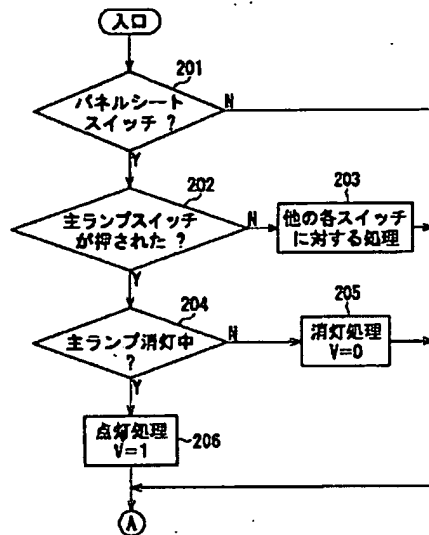 入口
201
パネルシート
スイッチ ?
N
Y
202
主ランプスイッチ
が押された ?
N
203
他の各スイッチ
に対する処理
Y
204
主ランプ消灯中
?
N
205
消灯処理
V=0
Y
点灯処理
V=1
206
A